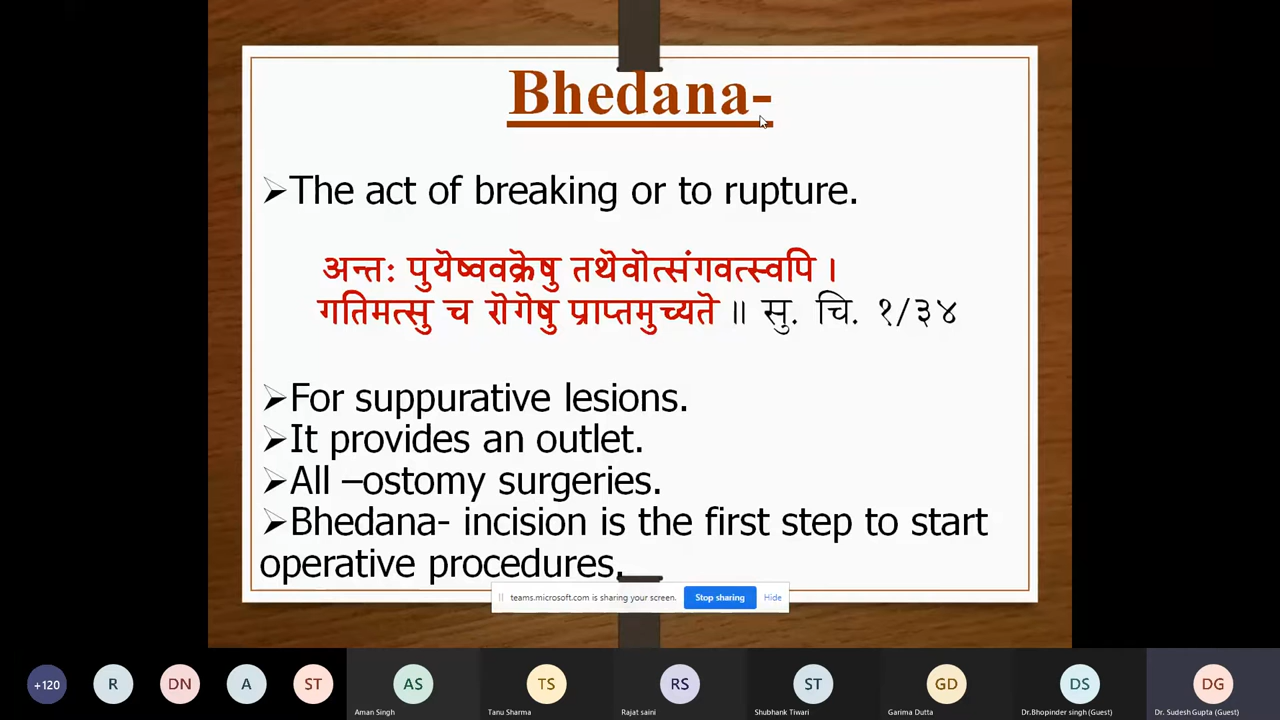 Bhedana-
➢The act of breaking or to rupture.
अन्तः पुयॆष्ववक्रॆषु तथॆवॊत्संगवत्स्वपि ।
गतिमत्सु च रॊगॆषु प्राप्तमुच्यतॆ ॥ सु. चि. १/३४
➢For suppurative lesions.
➢It provides an outlet.
➢All –ostomy surgeries.
➢Bhedana- incision is the first step to start
operative procedures.
teams.microsoft.com is sharing your screen. Stop sharing Hide
+120 R DN A ST AS TS RS ST GD DS DG
Aman Singh Tanu Sharma Rajat saini Shubhank Tiwari Garima Dutta Dr.Bhopinder singh (Guest) Dr. Sudesh Gupta (Guest)